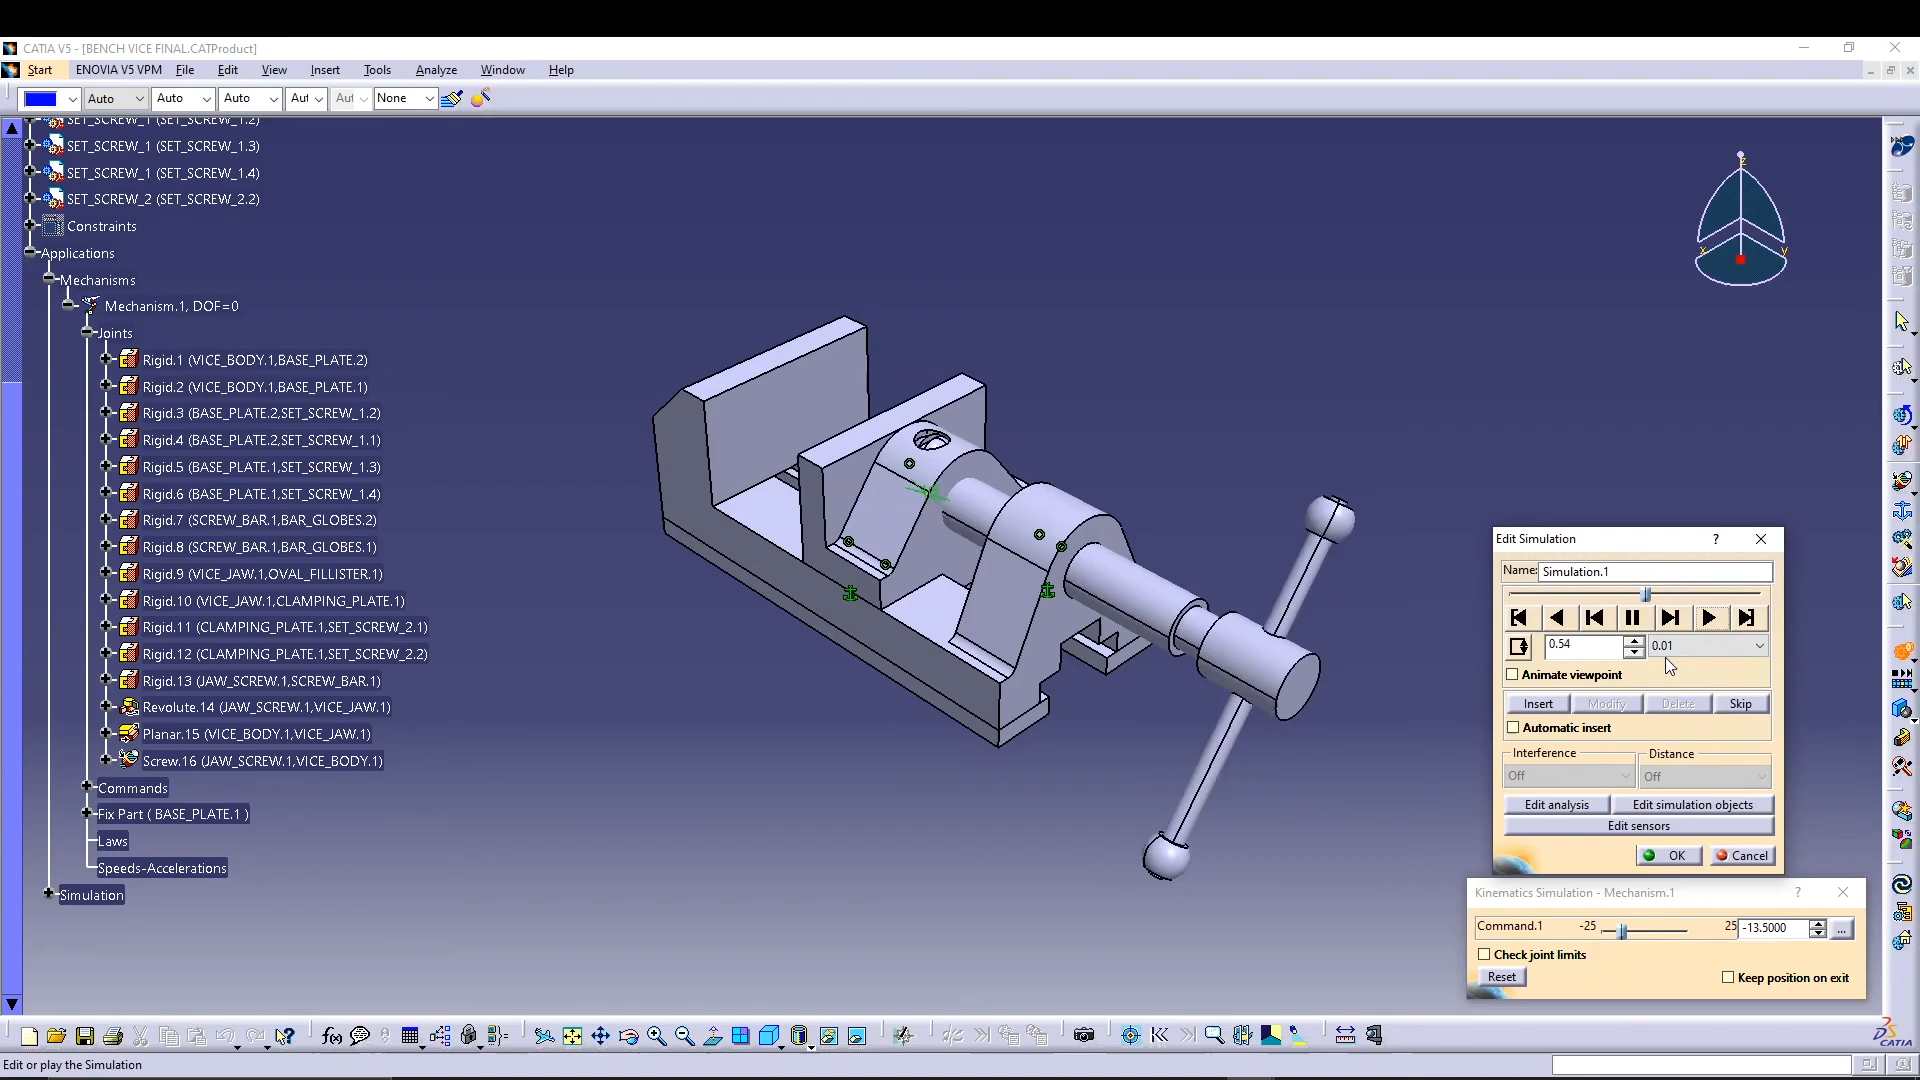 CATIA V5 - [BENCH VICE FINAL.CATProduct]
Start ENOVIA V5 VPM File Edit View Insert Tools Analyze Window Help
Auto Auto Auto Aut Aut None
SET_SCREW_1 (SET_SCREW_1.2)
SET_SCREW_1 (SET_SCREW_1.3)
SET_SCREW_1 (SET_SCREW_1.4)
SET_SCREW_2 (SET_SCREW_2.2)
Constraints
Applications
Mechanisms
Mechanism.1, DOF=0
Joints
Rigid.1 (VICE_BODY.1,BASE_PLATE.2)
Rigid.2 (VICE_BODY.1,BASE_PLATE.1)
Rigid.3 (BASE_PLATE.2,SET_SCREW_1.2)
Rigid.4 (BASE_PLATE.2,SET_SCREW_1.1)
Rigid.5 (BASE_PLATE.1,SET_SCREW_1.3)
Rigid.6 (BASE_PLATE.1,SET_SCREW_1.4)
Rigid.7 (SCREW_BAR.1,BAR_GLOBES.2)
Rigid.8 (SCREW_BAR.1,BAR_GLOBES.1)
Rigid.9 (VICE_JAW.1,OVAL_FILLISTER.1)
Rigid.10 (VICE_JAW.1,CLAMPING_PLATE.1)
Rigid.11 (CLAMPING_PLATE.1,SET_SCREW_2.1)
Rigid.12 (CLAMPING_PLATE.1,SET_SCREW_2.2)
Rigid.13 (JAW_SCREW.1,SCREW_BAR.1)
Revolute.14 (JAW_SCREW.1,VICE_JAW.1)
Planar.15 (VICE_BODY.1,VICE_JAW.1)
Screw.16 (JAW_SCREW.1,VICE_BODY.1)
Commands
Fix Part ( BASE_PLATE.1 )
Laws
Speeds-Accelerations
Simulation
z
x y
Edit Simulation ?
Name: Simulation.1
0.54 0.01
Animate viewpoint
Insert Modify Delete Skip
Automatic insert
Interference Distance
Off Off
Edit analysis Edit simulation objects
Edit sensors
OK Cancel
Kinematics Simulation - Mechanism.1 ?
Command.1 -25 25 -13.5000 ...
Check joint limits
Reset Keep position on exit
f(x)
CATIA
Edit or play the Simulation